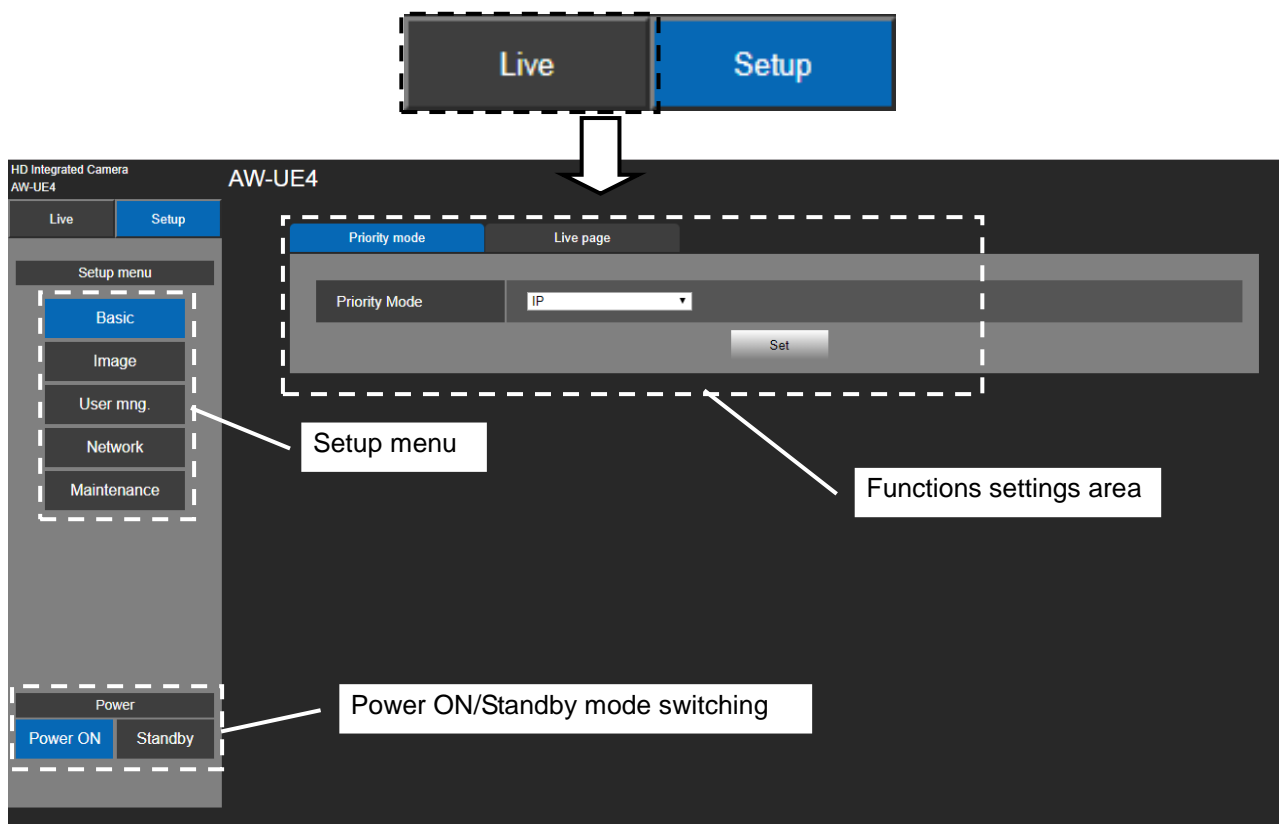 Live Setup
HD Integrated Camera
AW-UE4
AW-UE4
Live Setup
Setup menu
Basic
Image
User mng.
Network
Maintenance
Priority mode Live page
Priority Mode IP
Set
Setup menu
Functions settings area
Power
Power ON Standby
Power ON/Standby mode switching